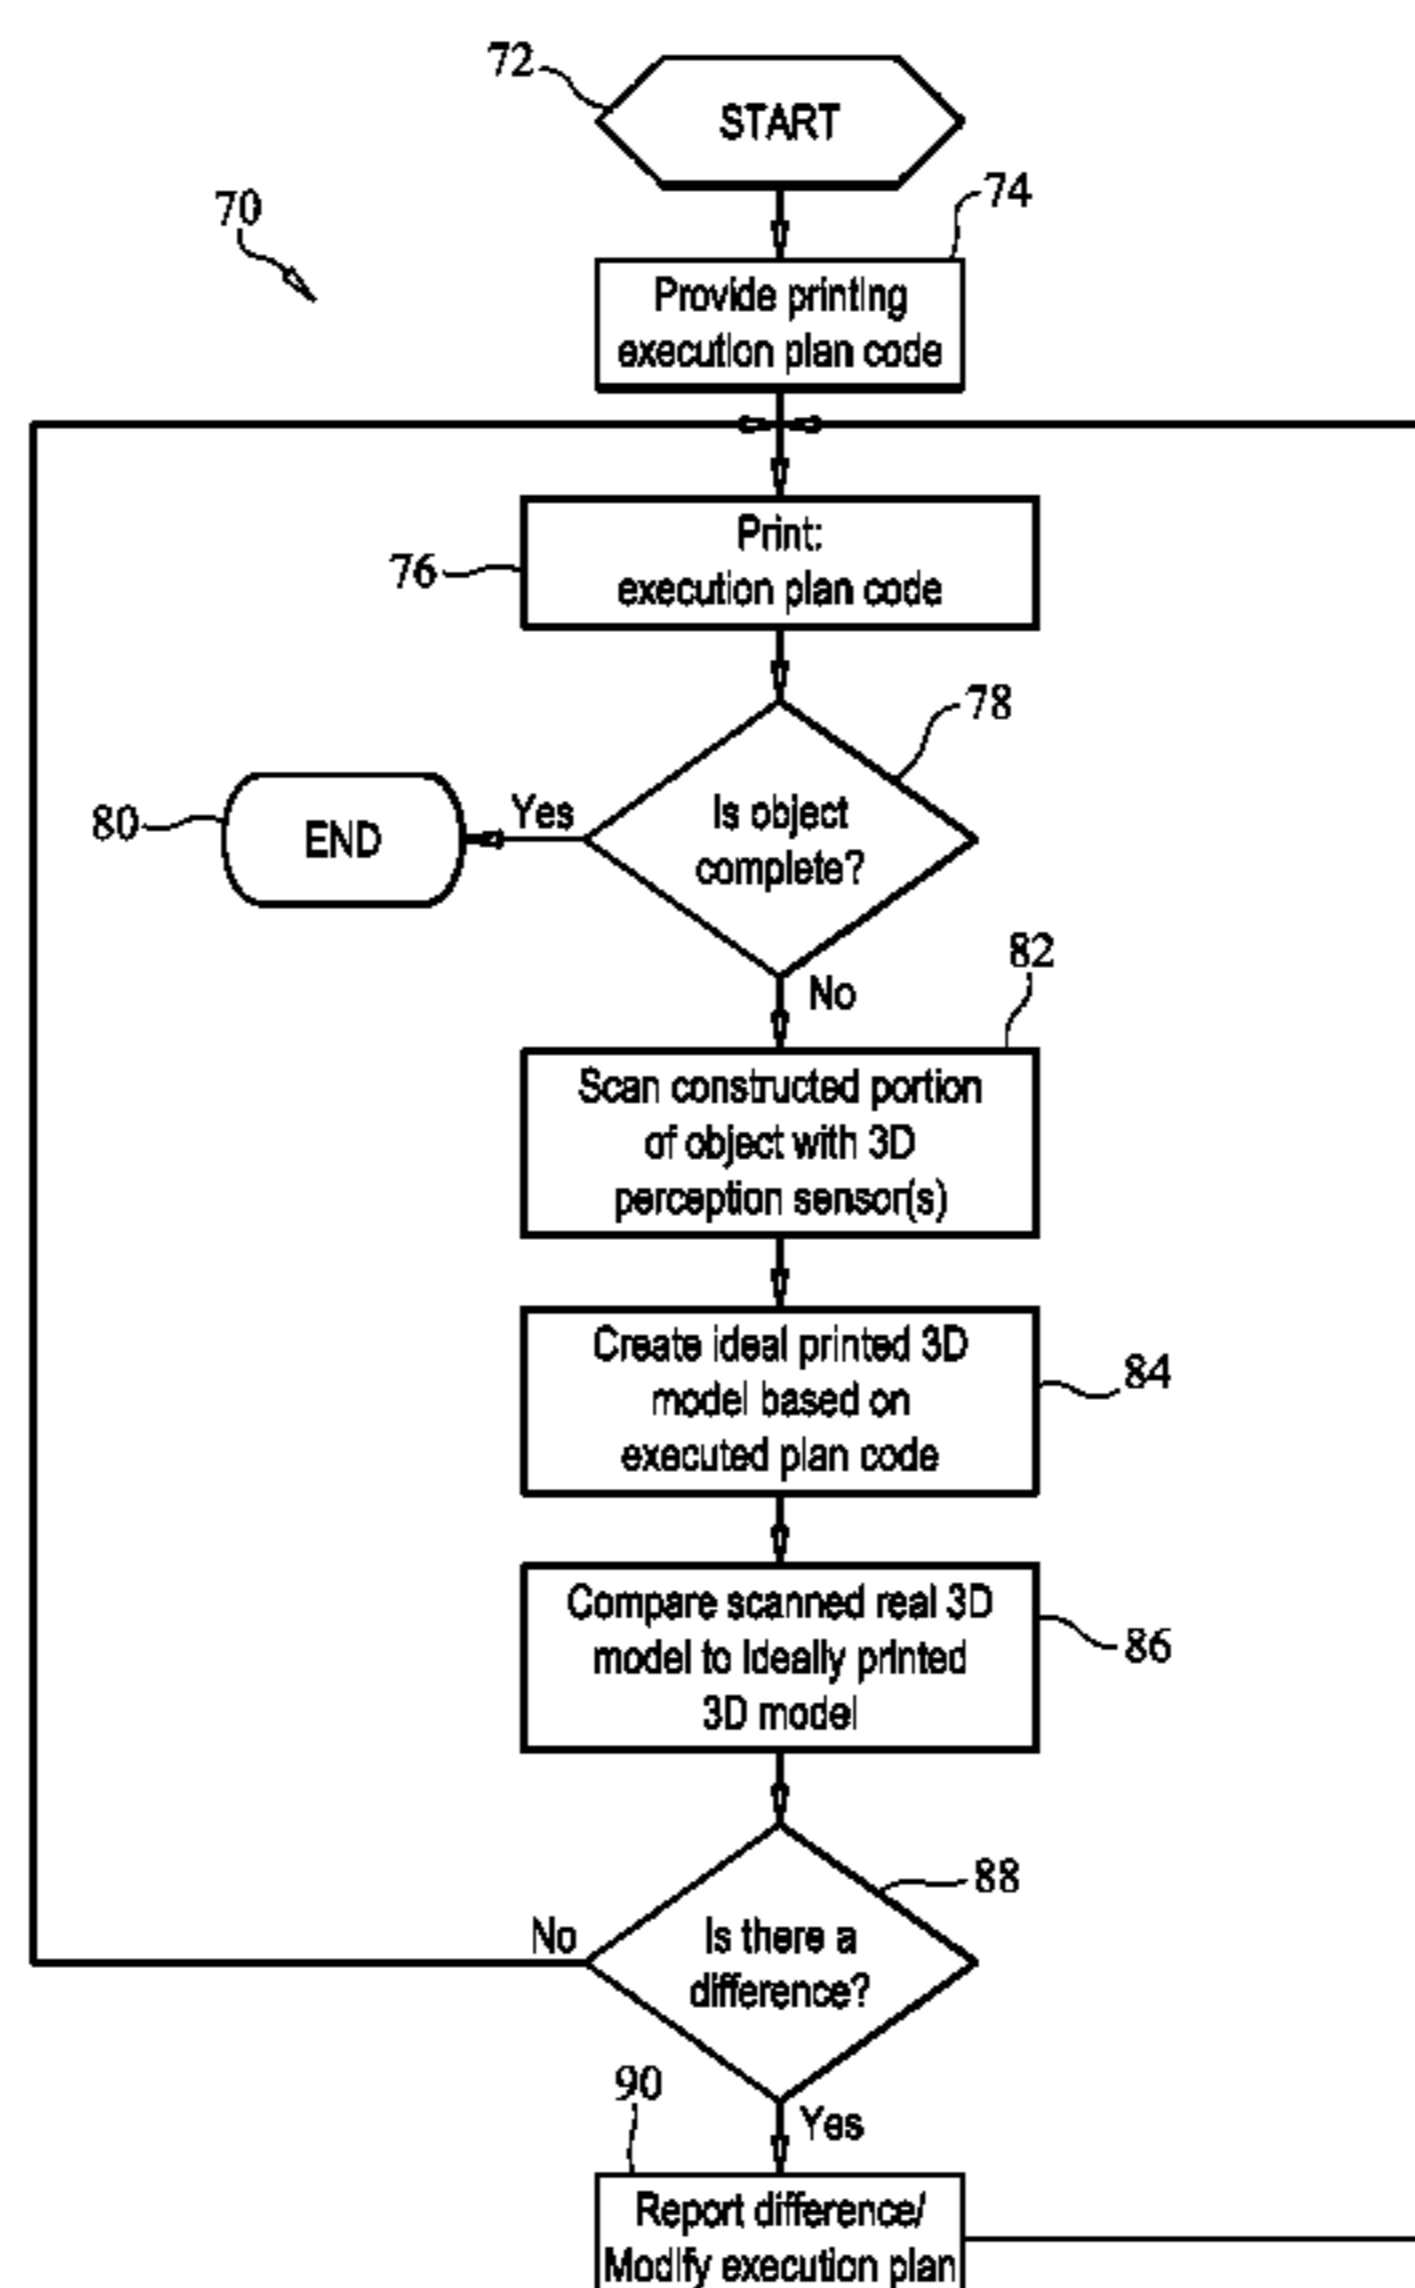 72
START
70
74
Provide printing
execution plan code
76
Print:
execution plan code
78
Is object
complete?
Yes
80
END
No
82
Scan constructed portion
of object with 3D
perception sensor(s)
84
Create ideal printed 3D
model based on
executed plan code
86
Compare scanned real 3D
model to ideally printed
3D model
88
Is there a
difference?
No
Yes
90
Report difference/
Modify execution plan